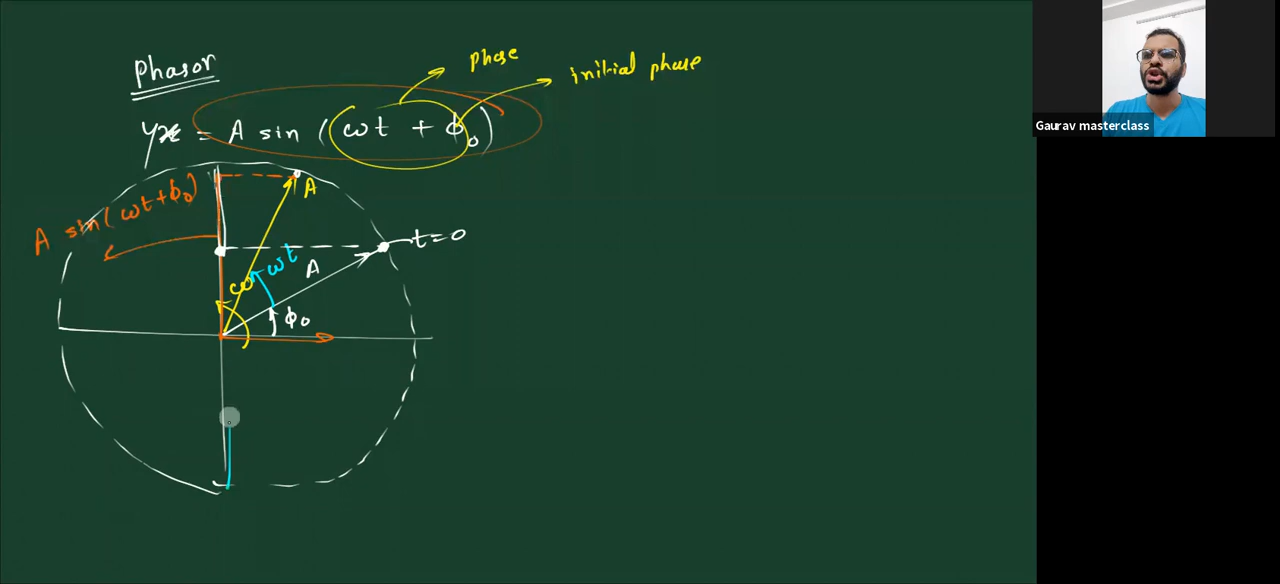 Phasor
phase
initial phase
y = A sin (ωt + ϕ₀)
A sin(ωt+ϕ₀)
A
t=0
ωt
A
ω
ϕ₀
Gaurav masterclass